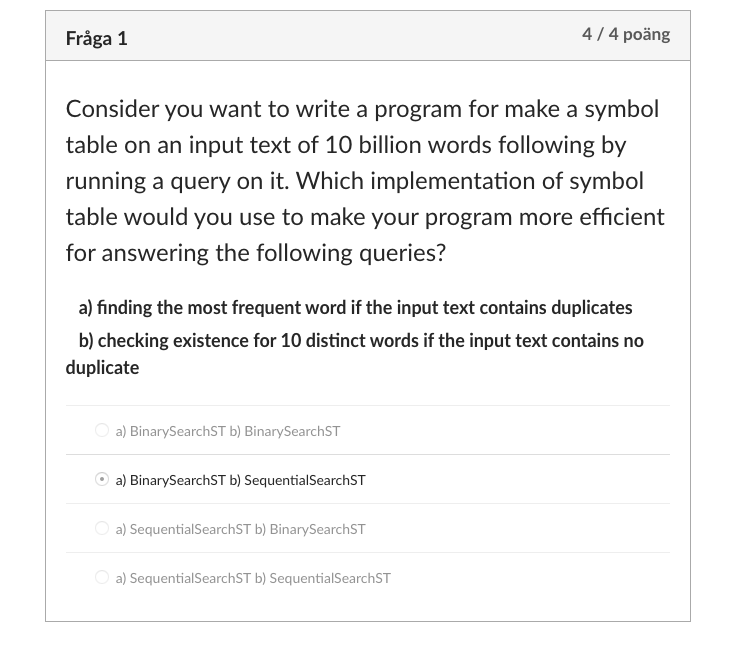 Fråga 1
4 / 4 poäng
Consider you want to write a program for make a symbol
table on an input text of 10 billion words following by
running a query on it. Which implementation of symbol
table would you use to make your program more efficient
for answering the following queries?
a) finding the most frequent word if the input text contains duplicates
b) checking existence for 10 distinct words if the input text contains no
duplicate
a) BinarySearchST b) BinarySearchST
a) BinarySearchST b) SequentialSearchST
a) SequentialSearchST b) BinarySearchST
a) SequentialSearchST b) SequentialSearchST